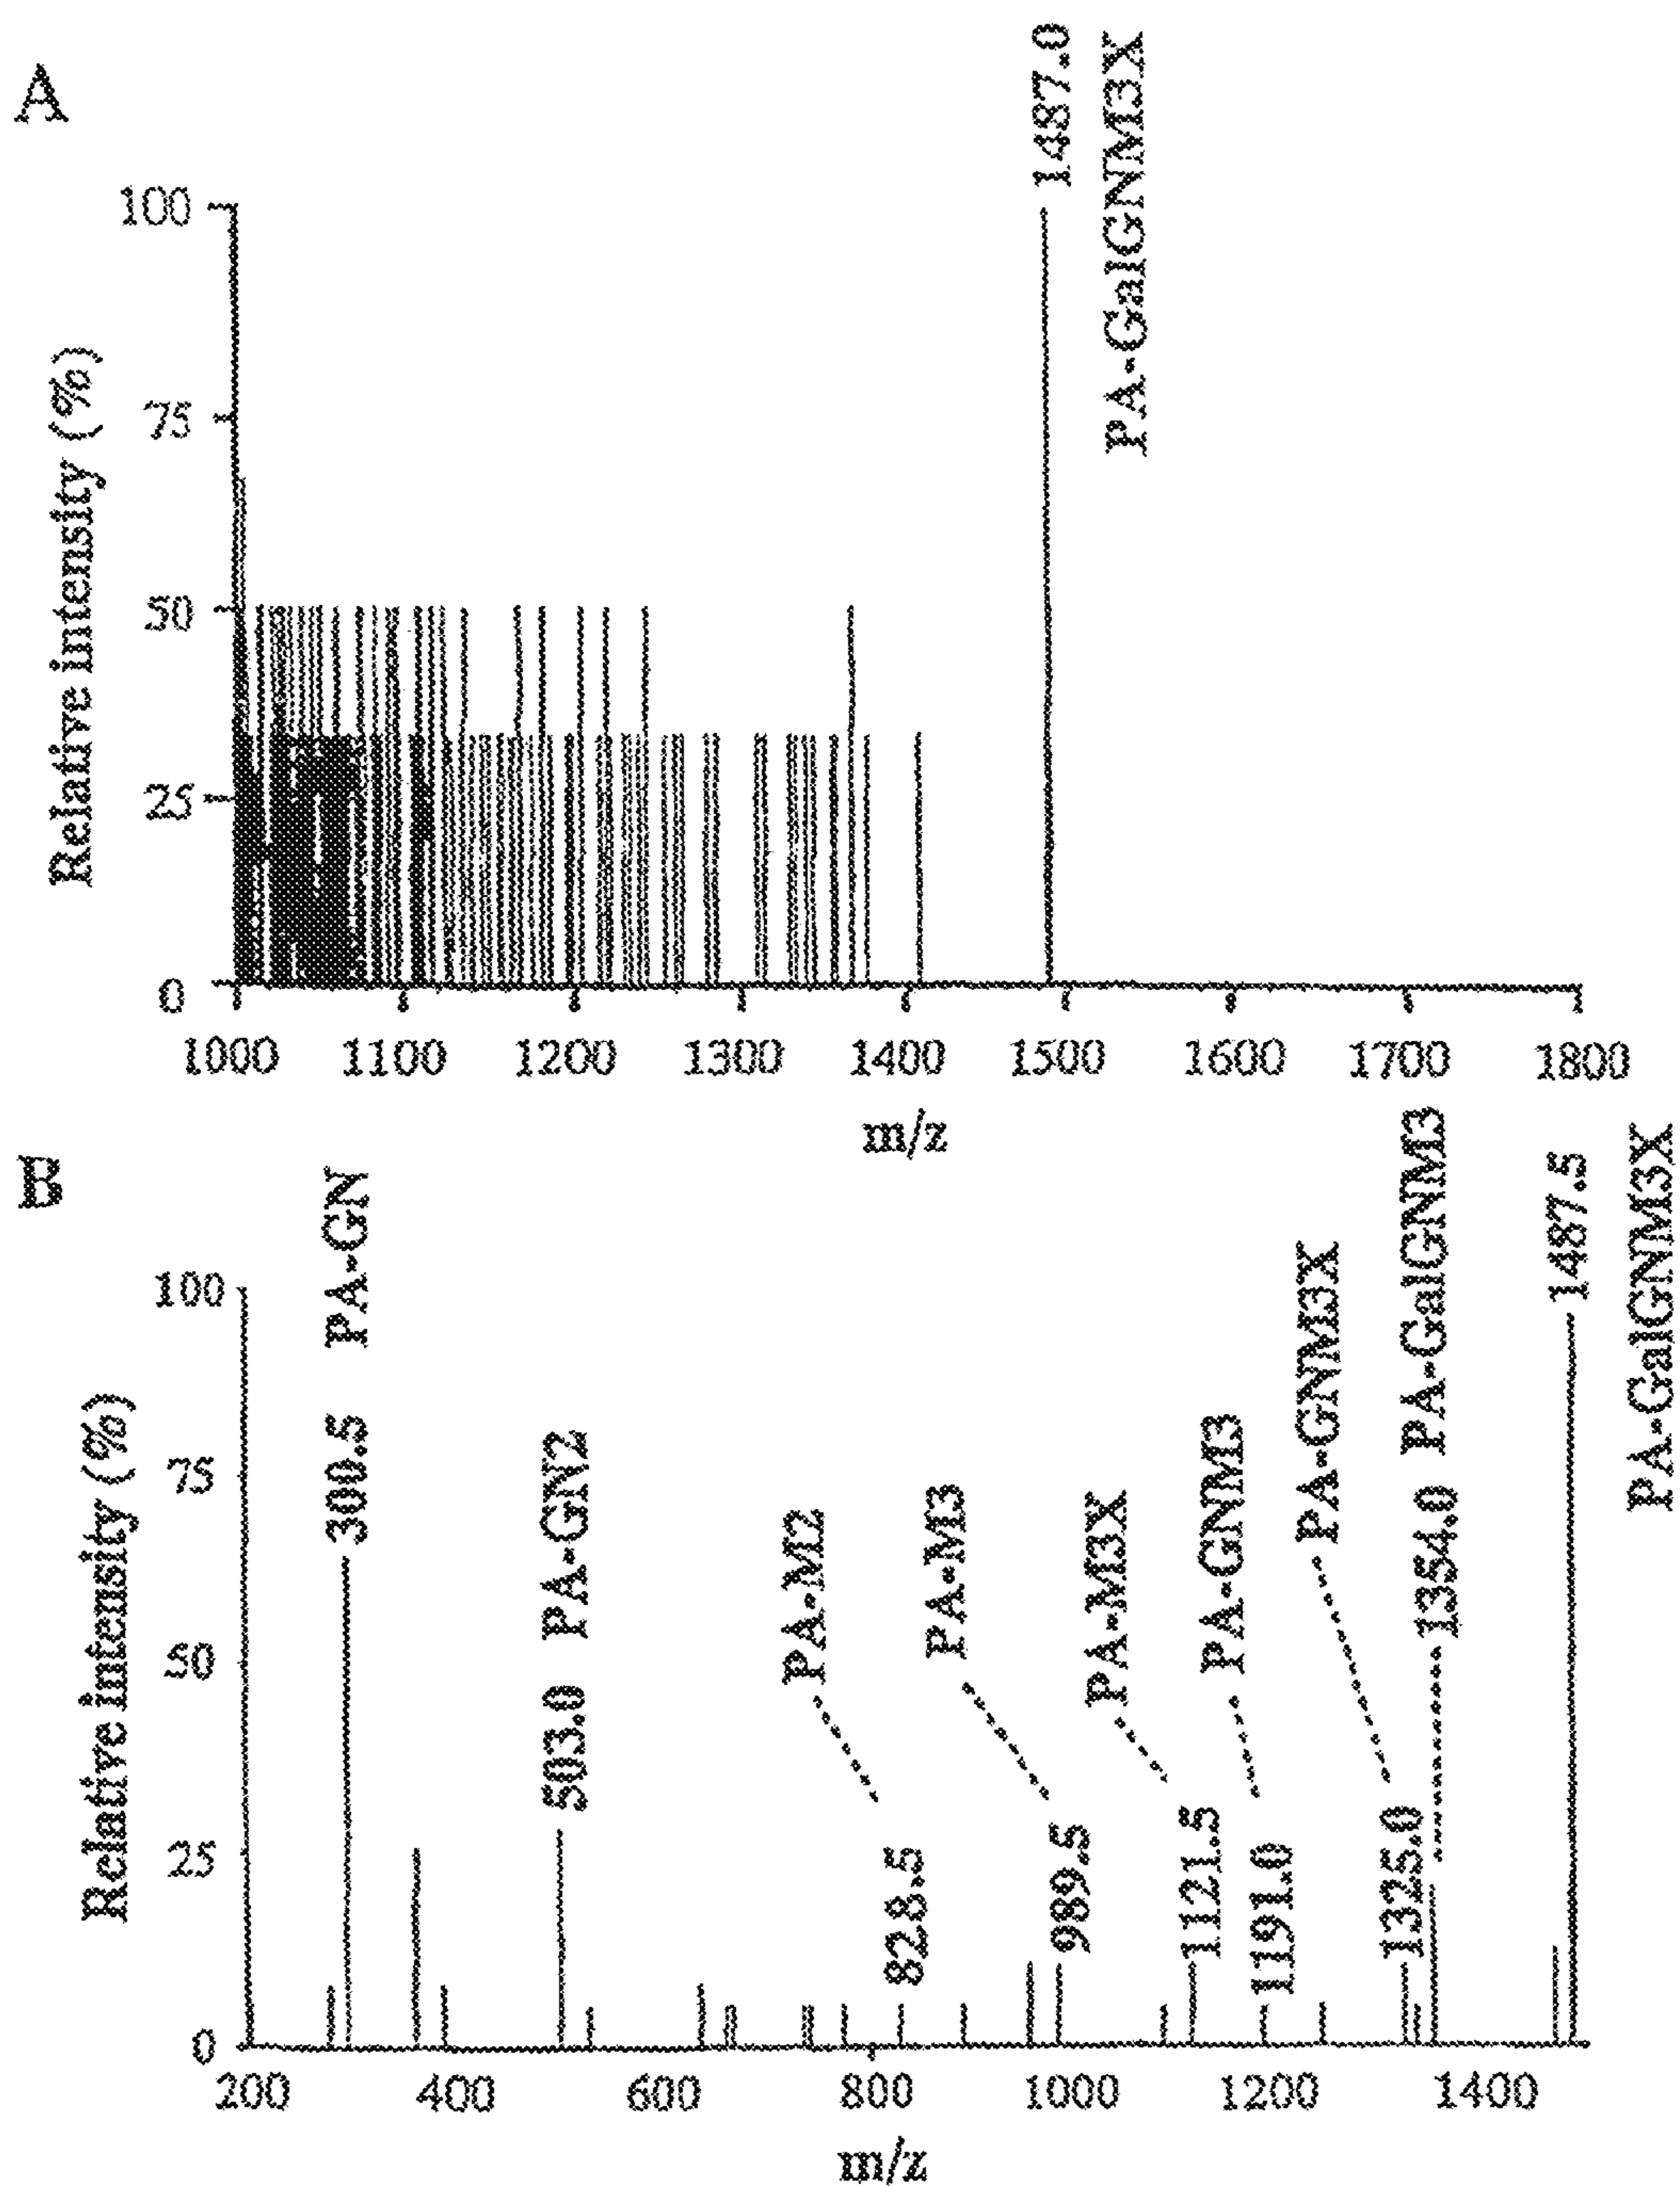 A
1487.0
PA-GalGNM3X
Relative intensity (%)
100
75
50
25
0
1000 1100 1200 1300 1400 1500 1600 1700 1800
m/z
B
Relative intensity (%)
100
75
50
25
0
300.5 PA-GN
503.0 PA-GN2
PA-M2
828.5
PA-M3
989.5
PA-M3X
1121.5
PA-GNM3
1191.0
PA-GNM3X
1325.0
1354.0 PA-GalGNM3
1487.5
PA-GalGNM3X
200 400 600 800 1000 1200 1400
m/z